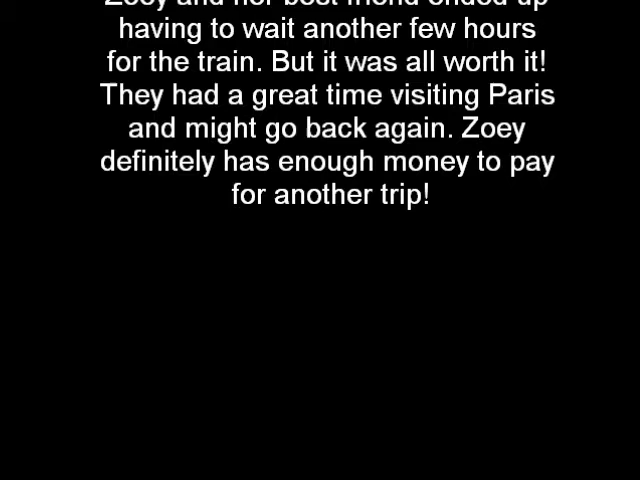 Zoey and her best friend ended up
having to wait another few hours
for the train. But it was all worth it!
They had a great time visiting Paris
and might go back again. Zoey
definitely has enough money to pay
for another trip!